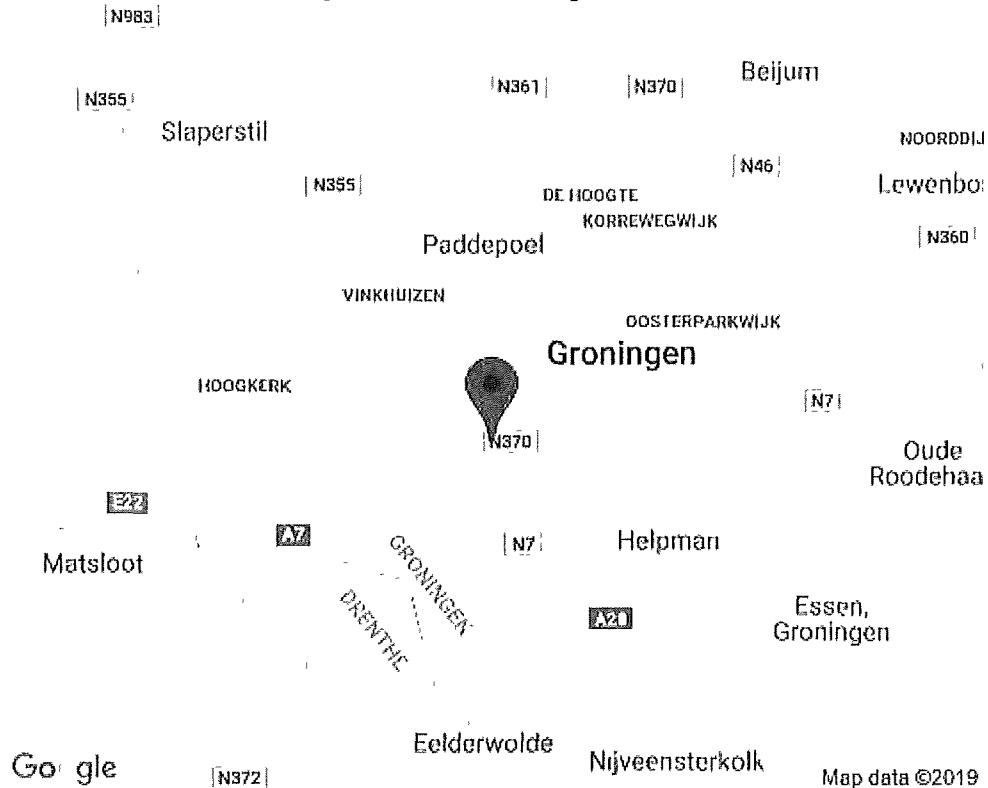 N983
Beijum
N361
N370
N355
Slaperstil
NOORDDIJ
N46
N355
Lewenbo
DE HOOGTE
KORREWEGWIJK
N360
Paddepoel
VINKHUIZEN
OOSTERPARKWIJK
Groningen
HOOGKERK
N7
N370
Oude
Roodehaa
E22
A7
N7
Helpman
Matsloot
GRONINGEN
DRENTHE
Essen,
Groningen
A28
Eelderwolde
Nijveensterkolk
Google
N372
Map data ©2019